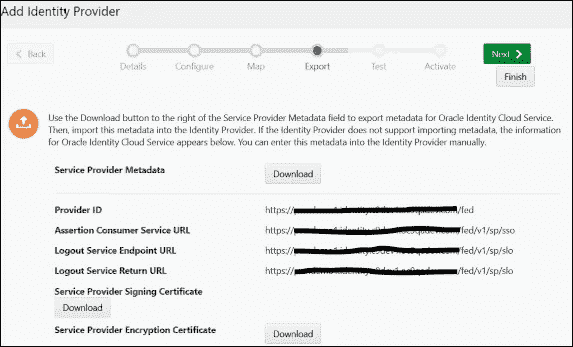 Add Identity Provider
Back
Details
Configure
Map
Export
Test
Activate
Next
Finish
Use the Download button to the right of the Service Provider Metadata field to export metadata for Oracle Identity Cloud Service.
Then, import this metadata into the Identity Provider. If the Identity Provider does not support importing metadata, the information
for Oracle Identity Cloud Service appears below. You can enter this metadata into the Identity Provider manually.
Service Provider Metadata Download
Provider ID https:// /fed
Assertion Consumer Service URL https:// /fed/v1/sp/sso
Logout Service Endpoint URL https:// /fed/v1/sp/slo
Logout Service Return URL https:// /fed/v1/sp/slo
Service Provider Signing Certificate
Download
Service Provider Encryption Certificate Download